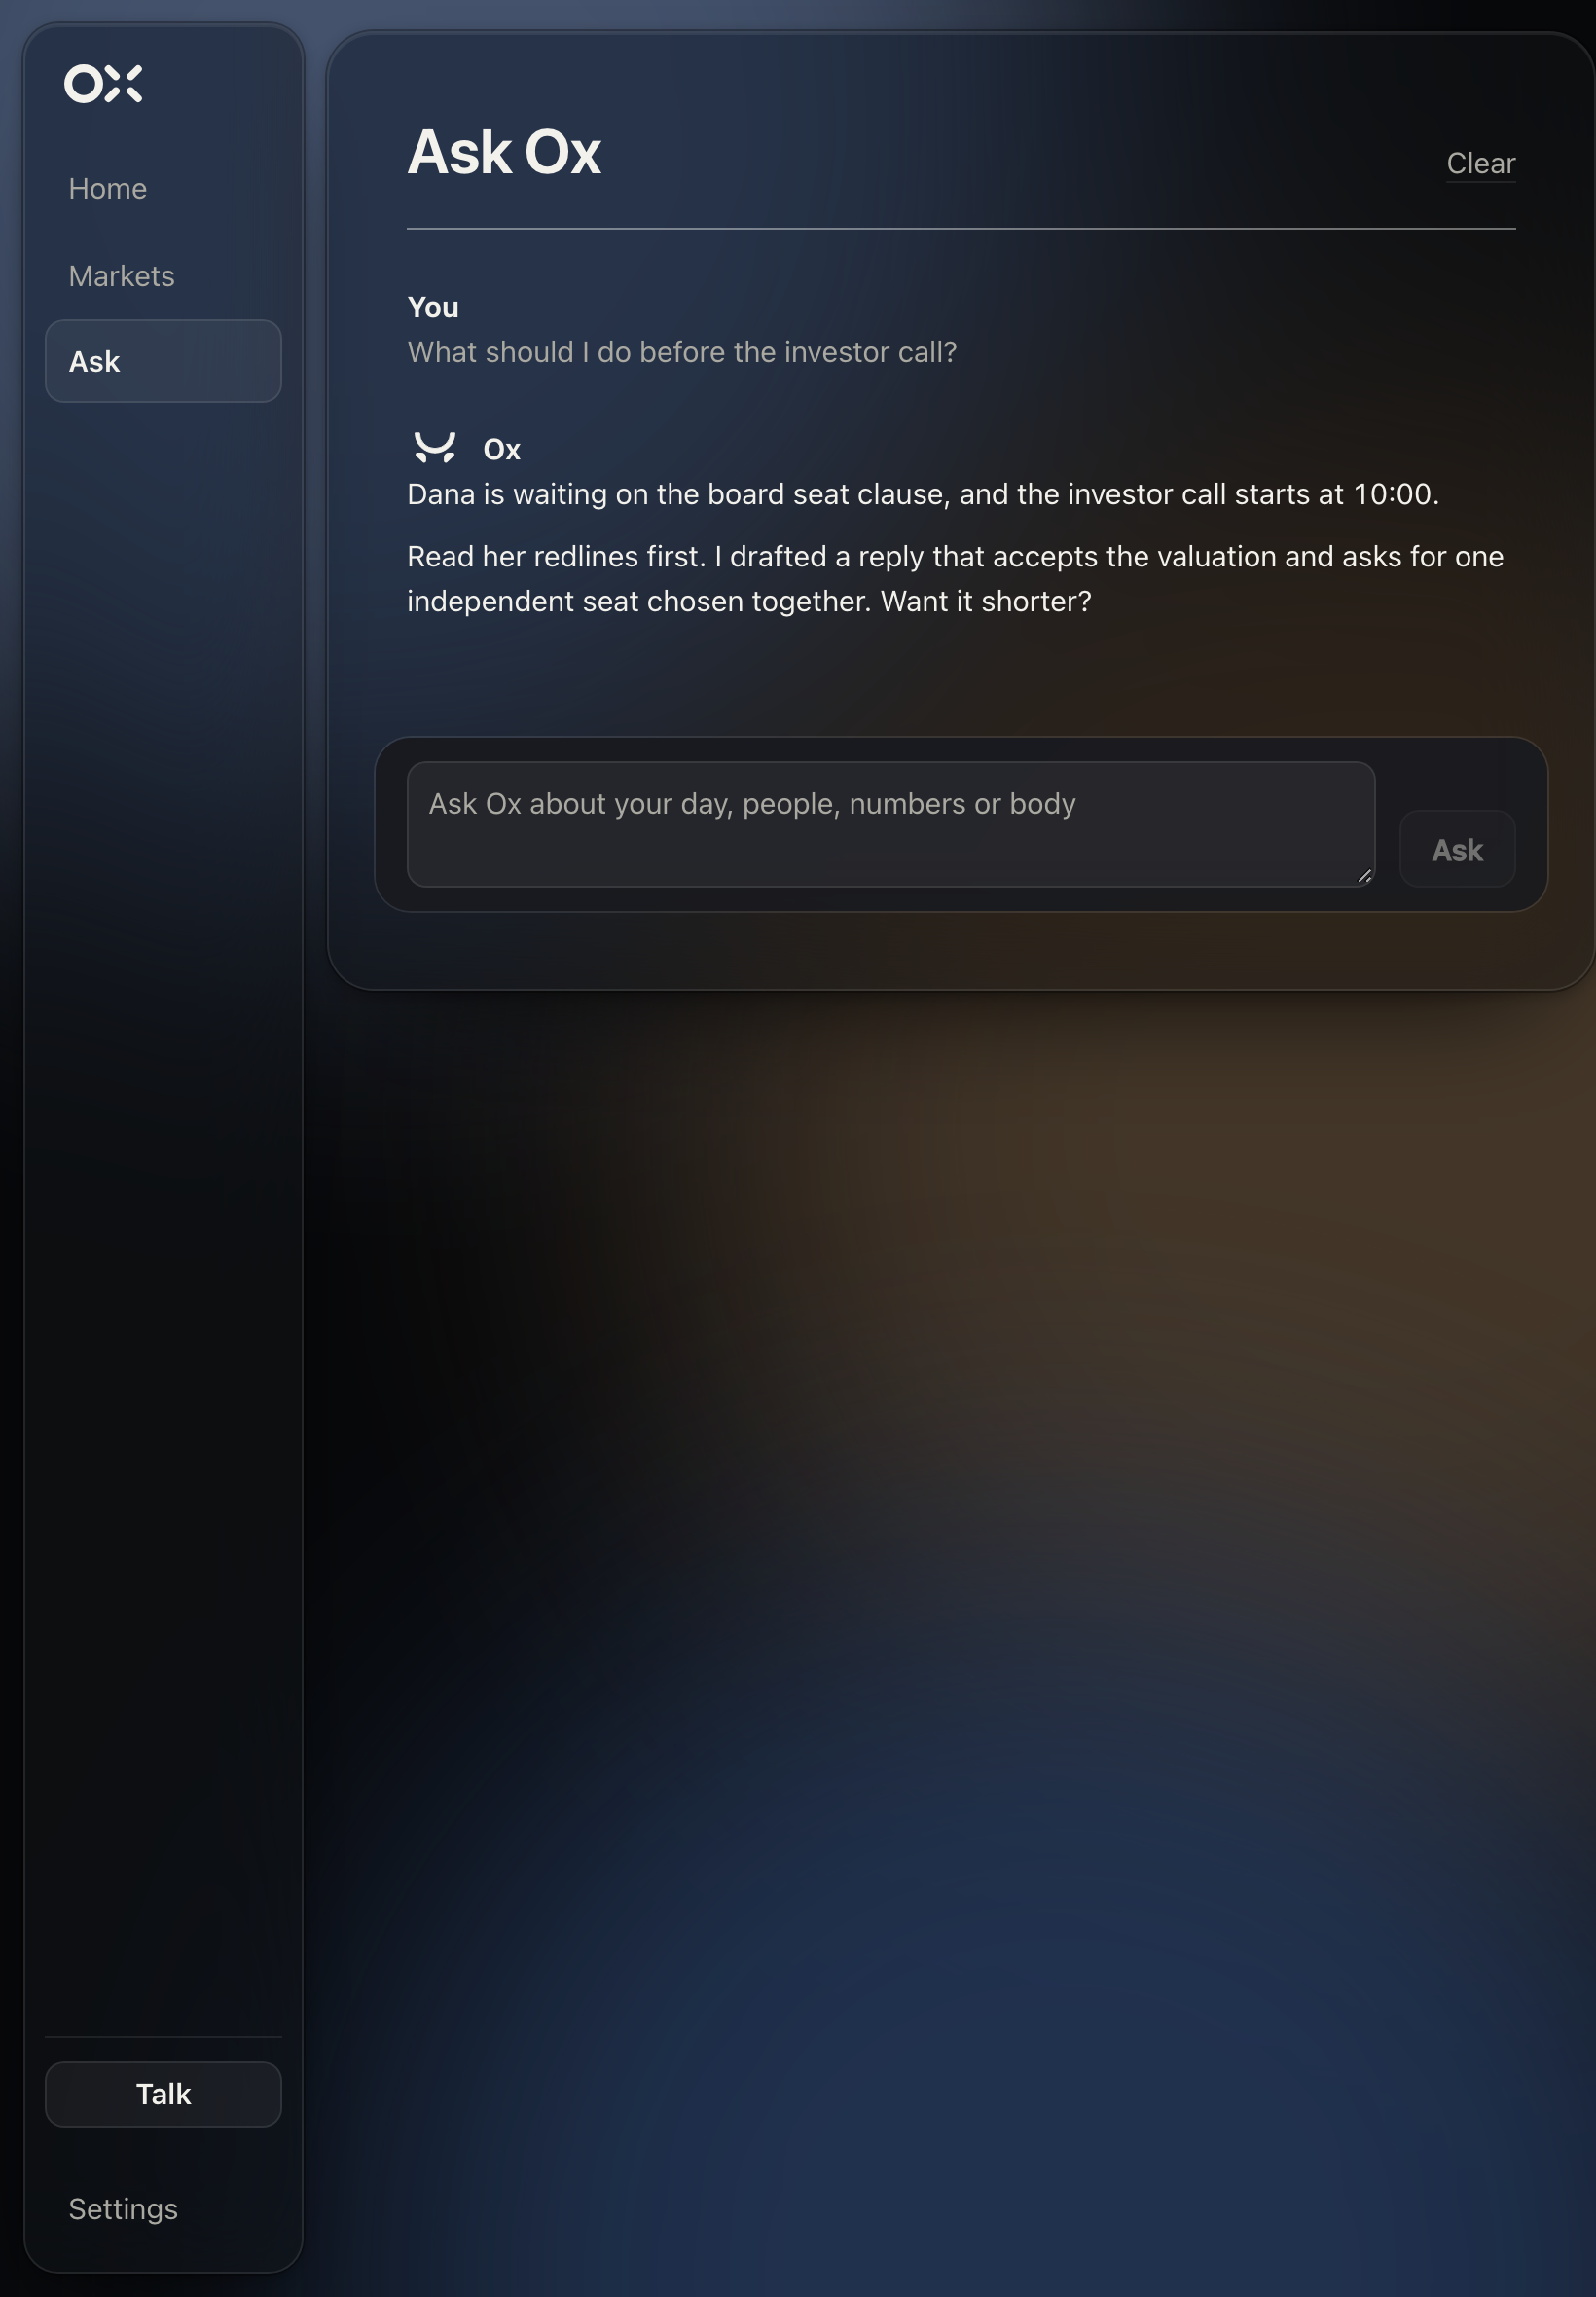 OX
Home
Markets
Ask
Talk
Settings
Ask Ox
Clear
You
What should I do before the investor call?
Ox
Dana is waiting on the board seat clause, and the investor call starts at 10:00.
Read her redlines first. I drafted a reply that accepts the valuation and asks for one
independent seat chosen together. Want it shorter?
Ask Ox about your day, people, numbers or body
Ask